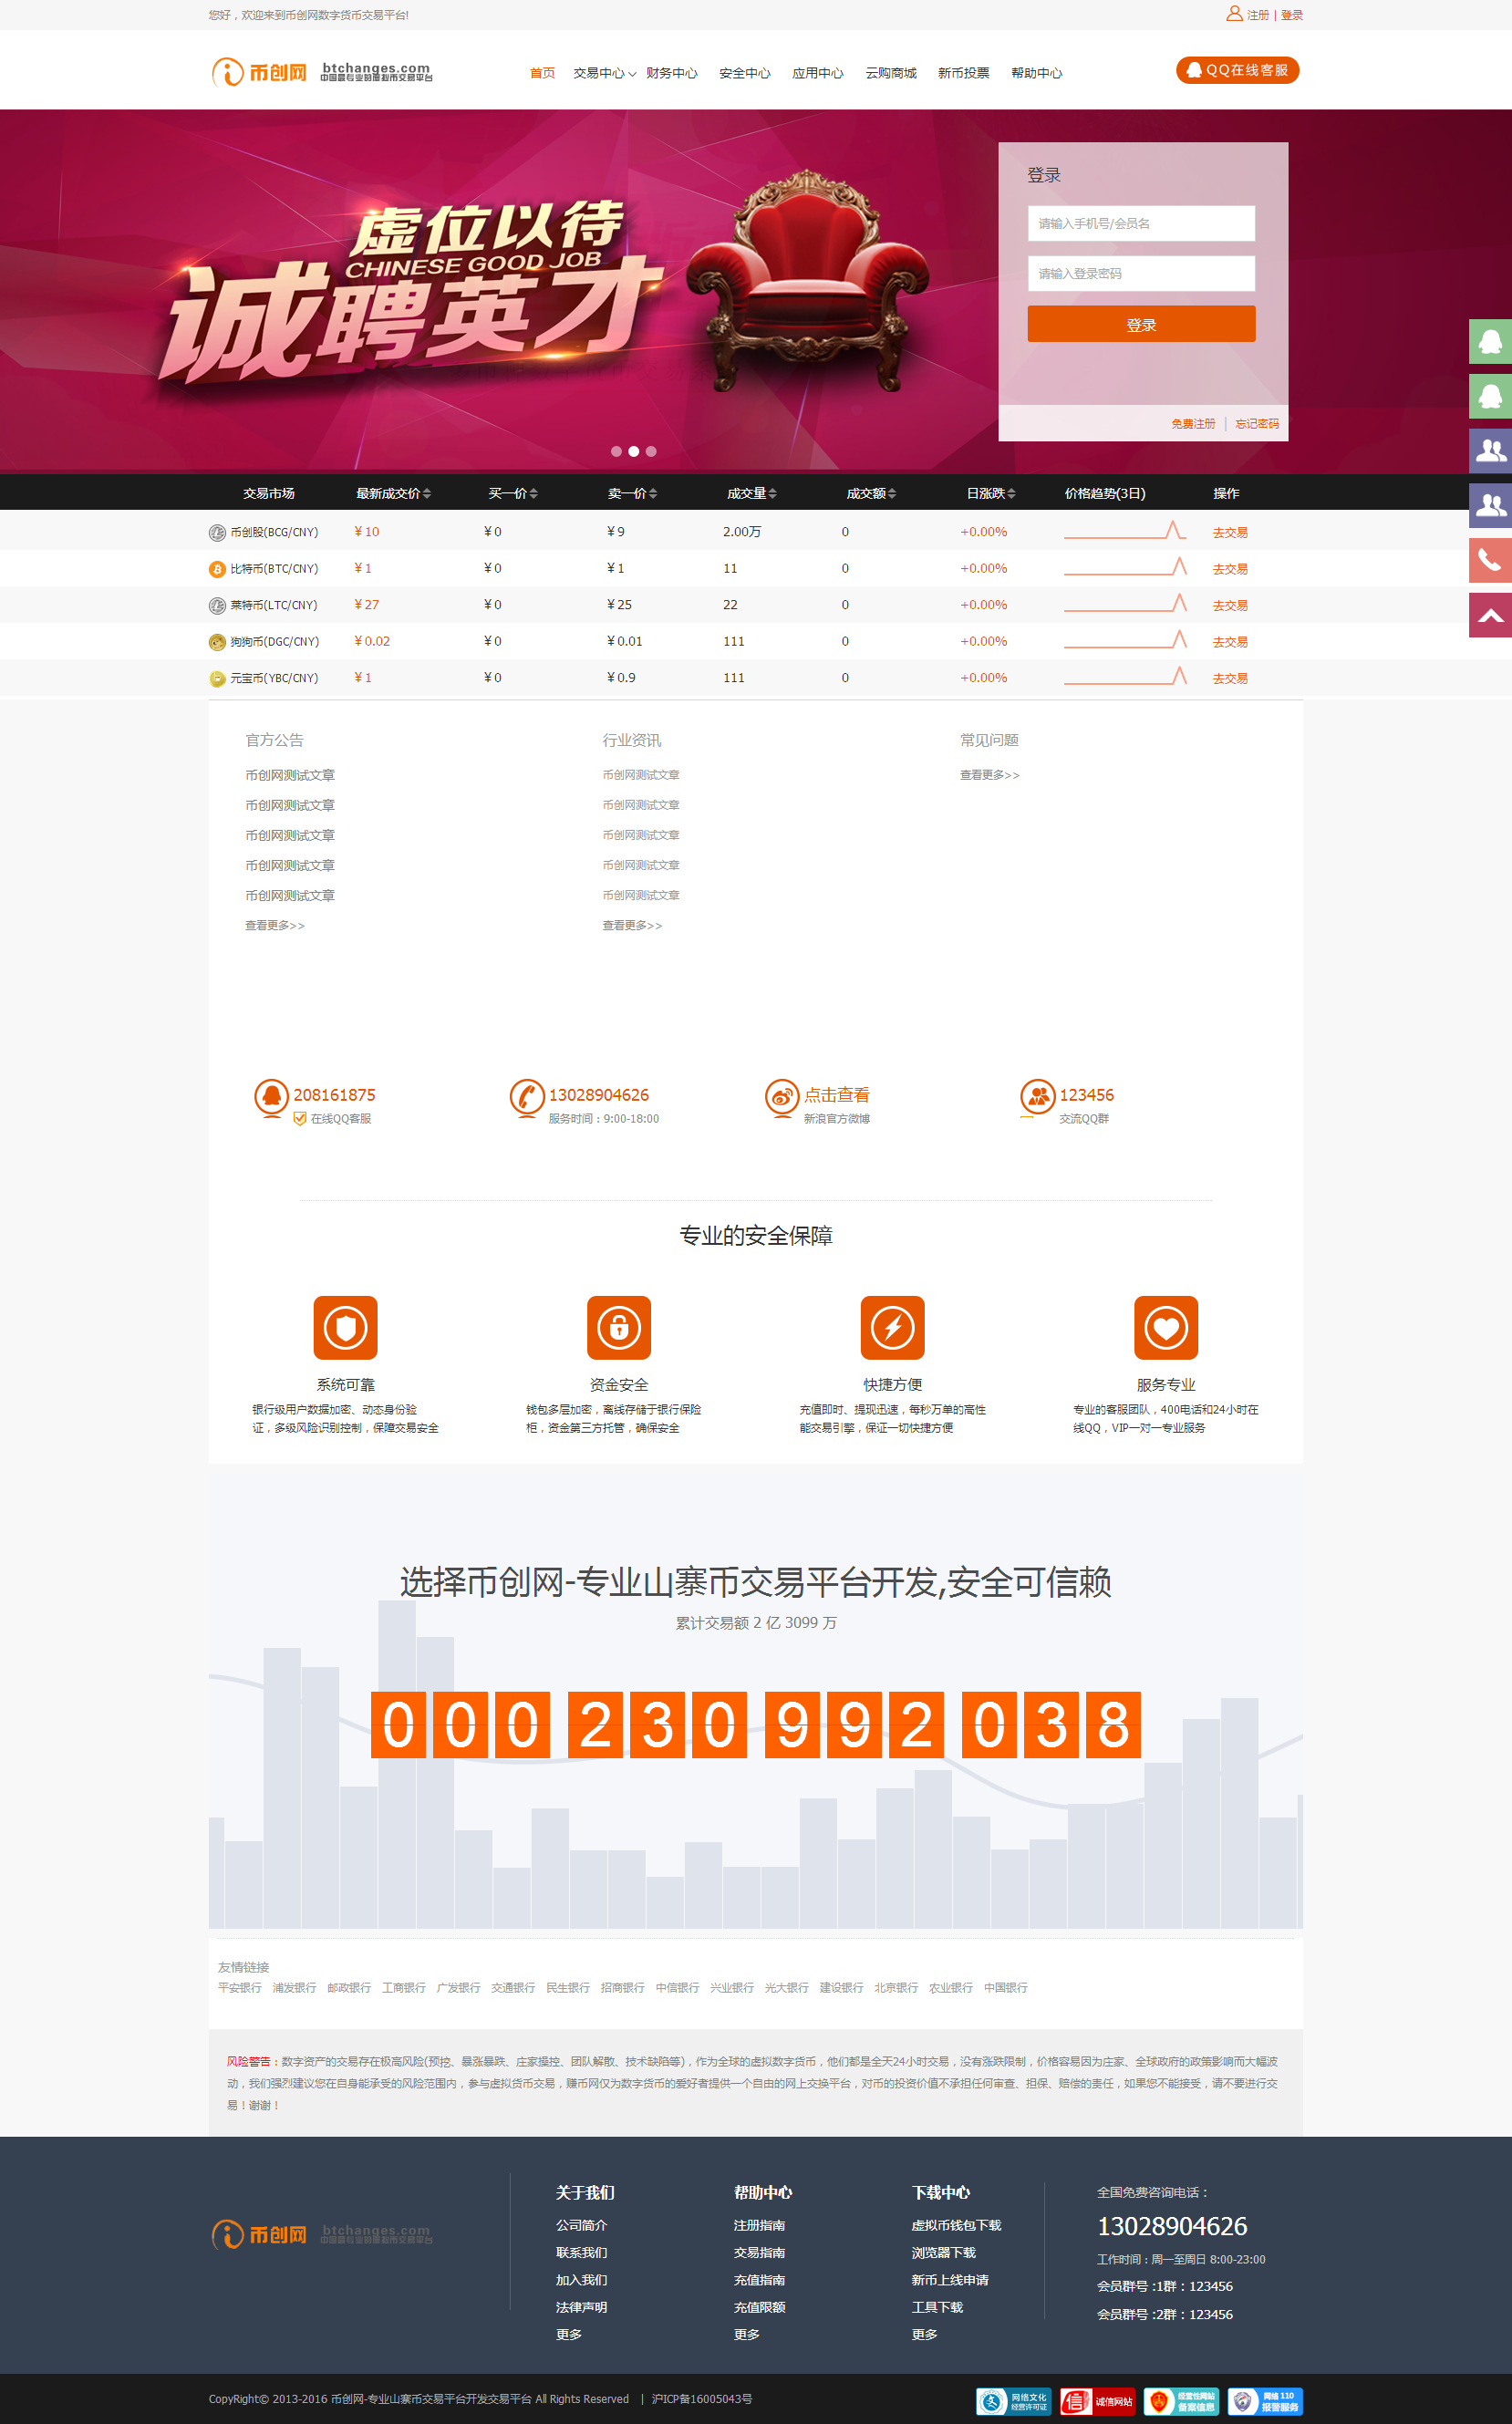 您好，欢迎来到币创网数字货币交易平台!
注册 | 登录
币创网 btchanges.com
中国最专业的虚拟币交易平台
首页 交易中心 财务中心 安全中心 应用中心 云购商城 新币投票 帮助中心
QQ在线客服
虚位以待
CHINESE GOOD JOB
诚聘英才
登录
请输入手机号/会员名
请输入登录密码
登录
免费注册 | 忘记密码
交易市场 最新成交价 买一价 卖一价 成交量 成交额 日涨跌 价格趋势(3日) 操作
币创股(BCG/CNY) ￥10 ￥0 ￥9 2.00万 0 +0.00% 去交易
比特币(BTC/CNY) ￥1 ￥0 ￥1 11 0 +0.00% 去交易
莱特币(LTC/CNY) ￥27 ￥0 ￥25 22 0 +0.00% 去交易
狗狗币(DGC/CNY) ￥0.02 ￥0 ￥0.01 111 0 +0.00% 去交易
元宝币(YBC/CNY) ￥1 ￥0 ￥0.9 111 0 +0.00% 去交易
官方公告
币创网测试文章
币创网测试文章
币创网测试文章
币创网测试文章
币创网测试文章
查看更多>>
行业资讯
币创网测试文章
币创网测试文章
币创网测试文章
币创网测试文章
币创网测试文章
查看更多>>
常见问题
查看更多>>
208161875
在线QQ客服
13028904626
服务时间：9:00-18:00
点击查看
新浪官方微博
123456
交流QQ群
专业的安全保障
系统可靠
银行级用户数据加密、动态身份验
证，多级风险识别控制，保障交易安全
资金安全
钱包多层加密，离线存储于银行保险
柜，资金第三方托管，确保安全
快捷方便
充值即时、提现迅速，每秒万单的高性
能交易引擎，保证一切快捷方便
服务专业
专业的客服团队，400电话和24小时在
线QQ，VIP一对一专业服务
选择币创网-专业山寨币交易平台开发,安全可信赖
累计交易额 2 亿 3099 万
000 230 992 038
友情链接
平安银行 浦发银行 邮政银行 工商银行 广发银行 交通银行 民生银行 招商银行 中信银行 兴业银行 光大银行 建设银行 北京银行 农业银行 中国银行
风险警告：数字资产的交易存在极高风险(预挖、暴涨暴跌、庄家操控、团队解散、技术缺陷等)，作为全球的虚拟数字货币，他们都是全天24小时交易，没有涨跌限制，价格容易因为庄家、全球政府的政策影响而大幅波
动，我们强烈建议您在自身能承受的风险范围内，参与虚拟货币交易，赚币网仅为数字货币的爱好者提供一个自由的网上交换平台，对币的投资价值不承担任何审查、担保、赔偿的责任，如果您不能接受，请不要进行交
易！谢谢！
币创网 btchanges.com
中国最专业的虚拟币交易平台
关于我们
公司简介
联系我们
加入我们
法律声明
更多
帮助中心
注册指南
交易指南
充值指南
充值限额
更多
下载中心
虚拟币钱包下载
浏览器下载
新币上线申请
工具下载
更多
全国免费咨询电话：
13028904626
工作时间：周一至周日 8:00-23:00
会员群号 :1群：123456
会员群号 :2群：123456
CopyRight© 2013-2016 币创网-专业山寨币交易平台开发交易平台 All Rights Reserved | 沪ICP备16005043号
网络文化
经营许可证
信 诚信网站
经营性网站
备案信息
网络 110
报警服务